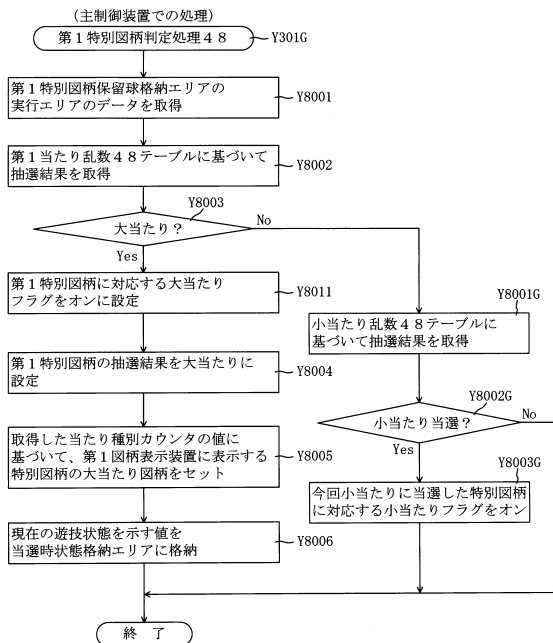 (主制御装置での処理)
第1特別図柄判定処理48
Y301G
第1特別図柄保留球格納エリアの
実行エリアのデータを取得
Y8001
第1当たり乱数48テーブルに基づいて
抽選結果を取得
Y8002
Y8003
大当たり?
No
Yes
第1特別図柄に対応する大当たり
フラグをオンに設定
Y8011
Y8001G
小当たり乱数48テーブルに
基づいて抽選結果を取得
第1特別図柄の抽選結果を大当たりに
設定
Y8004
Y8002G
小当たり当選?
No
Yes
取得した当たり種別カウンタの値に
基づいて、第1図柄表示装置に表示する
特別図柄の大当たり図柄をセット
Y8005
Y8003G
今回小当たりに当選した特別図柄
に対応する小当たりフラグをオン
現在の遊技状態を示す値を
当選時状態格納エリアに格納
Y8006
終 了